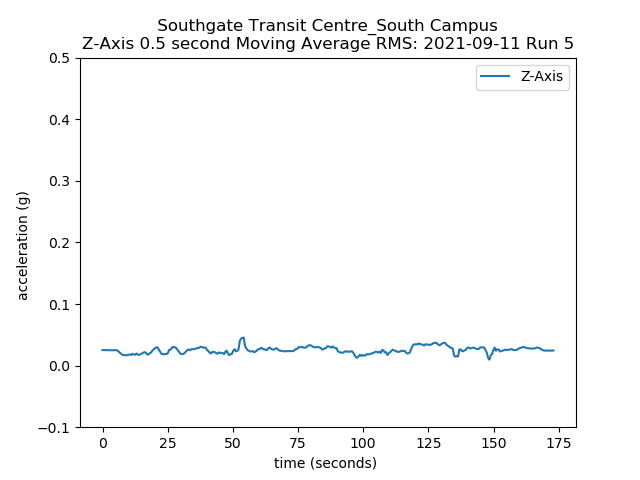 Southgate Transit Centre_South Campus
Z-Axis 0.5 second Moving Average RMS: 2021-09-11 Run 5
Z-Axis
0.5
0.4
0.3
0.2
0.1
0.0
−0.1
acceleration (g)
0 25 50 75 100 125 150 175
time (seconds)